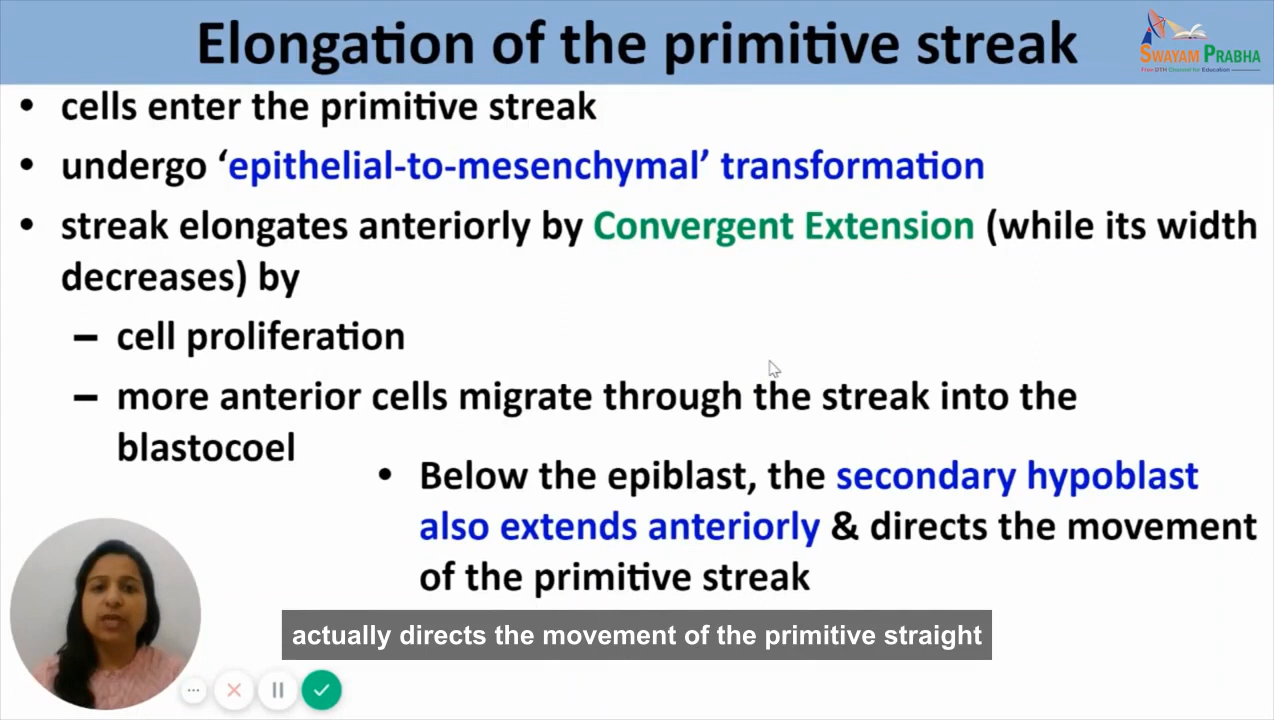 Elongation of the primitive streak
SWAYAM PRABHA
Free DTH Channel for Education
• cells enter the primitive streak
• undergo ‘epithelial-to-mesenchymal’ transformation
• streak elongates anteriorly by Convergent Extension (while its width
decreases) by
– cell proliferation
– more anterior cells migrate through the streak into the
blastocoel
• Below the epiblast, the secondary hypoblast
also extends anteriorly & directs the movement
of the primitive streak
actually directs the movement of the primitive straight